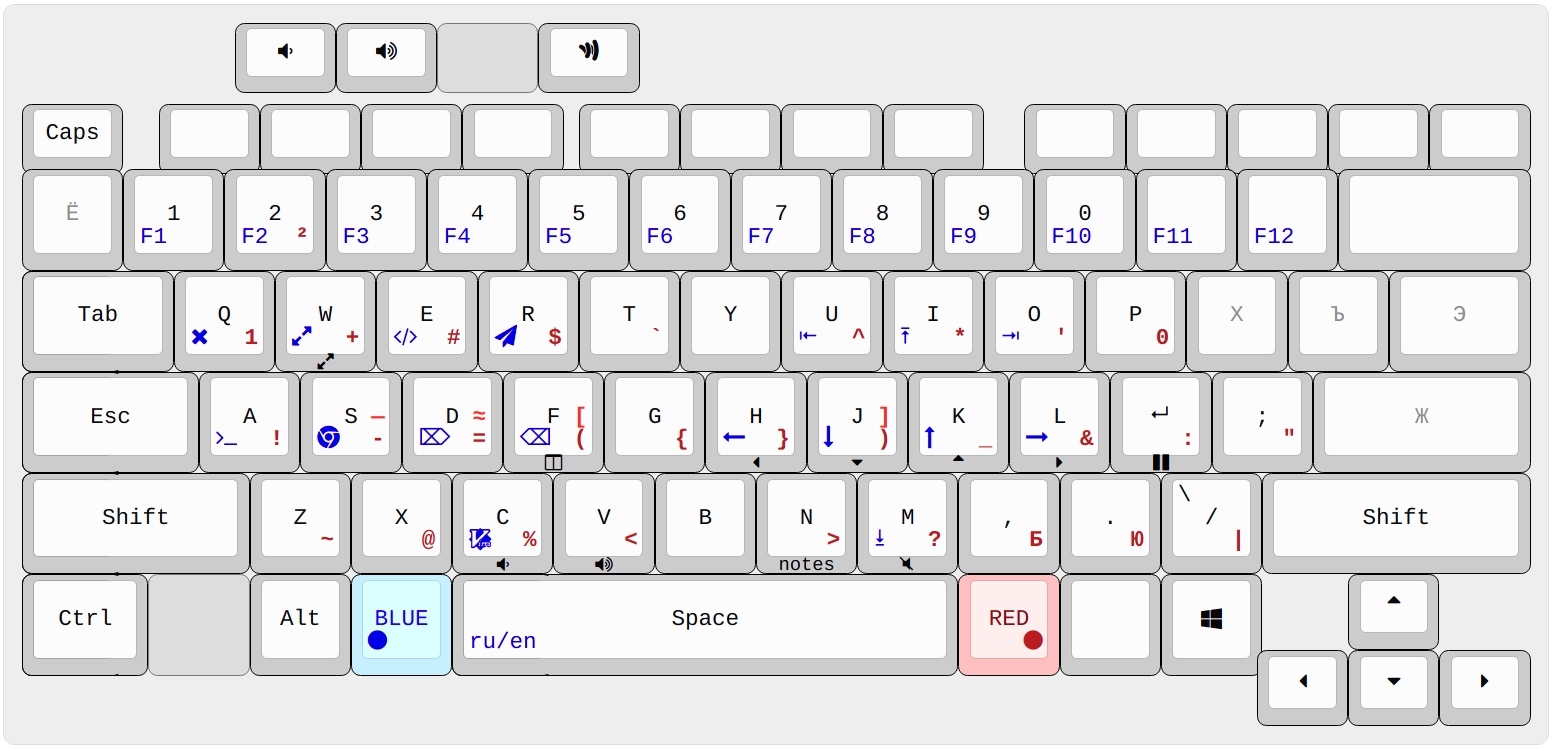 Caps
Ё 1 2 3 4 5 6 7 8 9 0
F1 F2 ² F3 F4 F5 F6 F7 F8 F9 F10 F11 F12
Tab Q W E R T Y U I O P Х Ъ Э
1 + </> # $ ` ^ * ' 0
Esc A S — D ≈ F [ G H J ] K L ↵ ; Ж
>_ ! - = ( { ← } ↓ ) ↑ _ → & : "
\
Shift Z X C V B N M , . / Shift
~ @ % < > ? Б Ю |
notes
Ctrl Alt BLUE Space RED
ru/en